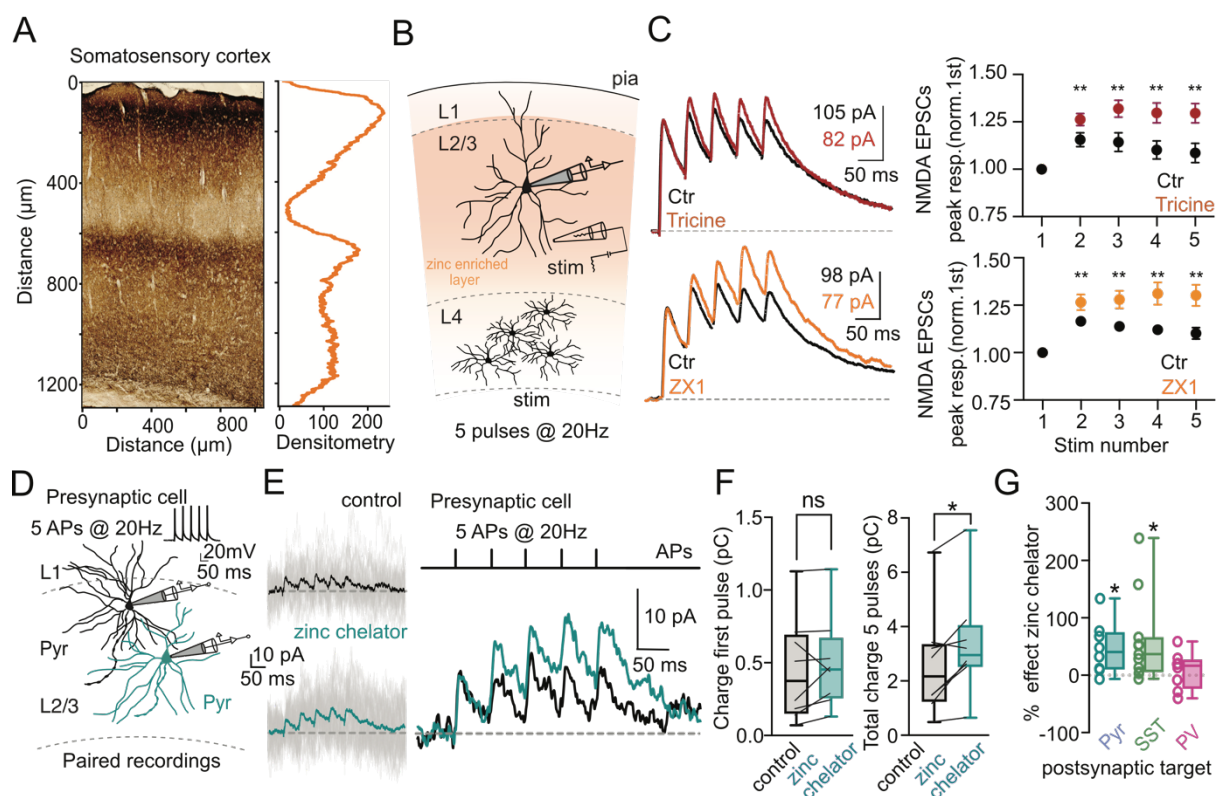 A
Somatosensory cortex
0
400
800
1200
Distance (µm)
0 400 800
Distance (µm)
0 100 200
Densitometry
B
pia
L1
L2/3
zinc enriched
layer
stim
L4
stim
5 pulses @ 20Hz
C
105 pA
82 pA
50 ms
Ctr
Tricine
98 pA
77 pA
50 ms
Ctr
ZX1
NMDA EPSCs
peak resp.(norm.1st)
1.50
1.25
1.00
0.75
** ** ** **
Ctr
Tricine
1 2 3 4 5
NMDA EPSCs
peak resp.(norm.1st)
1.50
1.25
1.00
0.75
** ** ** **
Ctr
ZX1
1 2 3 4 5
Stim number
D
Presynaptic cell
5 APs @ 20Hz
20mV
50 ms
L1
Pyr
10 pA
50 ms
Pyr
L2/3
Paired recordings
E
control
zinc chelator
Presynaptic cell
5 APs @ 20Hz
APs
10 pA
50 ms
F
ns
Charge first pulse (pC)
1.5
1.0
0.5
0.0
control
zinc
chelator
*
Total charge 5 pulses (pC)
8
6
4
2
0
control
zinc
chelator
G
% effect zinc chelator
300
200
100
0
-100
*
*
Pyr
SST
PV
postsynaptic target